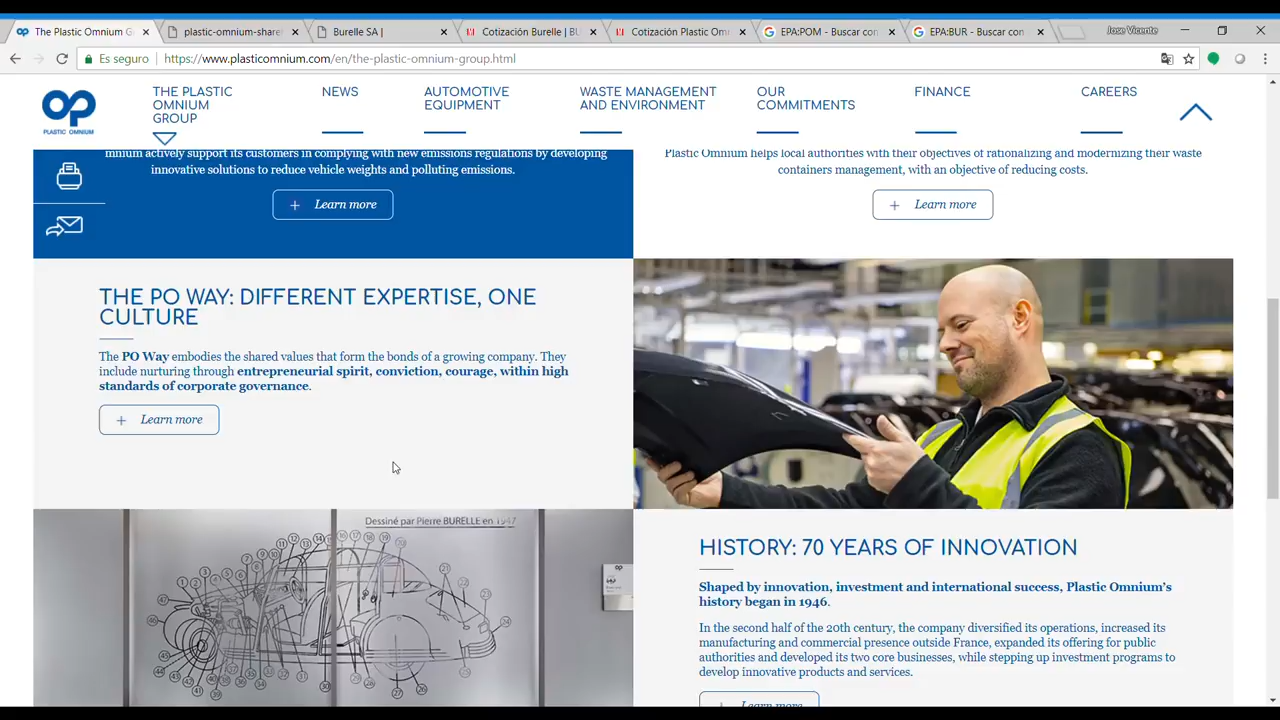 The Plastic Omnium G
plastic-omnium-share
Burelle SA |
Cotización Burelle | BU
Cotización Plastic Om
EPA:POM - Buscar con
EPA:BUR - Buscar con
Jose Vicente
Es seguro
https://www.plasticomnium.com/en/the-plastic-omnium-group.html
PLASTIC OMNIUM
THE PLASTIC
OMNIUM
GROUP
NEWS
AUTOMOTIVE
EQUIPMENT
WASTE MANAGEMENT
AND ENVIRONMENT
OUR
COMMITMENTS
FINANCE
CAREERS
mnium actively support its customers in complying with new emissions regulations by developing
innovative solutions to reduce vehicle weights and polluting emissions.
+ Learn more
Plastic Omnium helps local authorities with their objectives of rationalizing and modernizing their waste
containers management, with an objective of reducing costs.
+ Learn more
THE PO WAY: DIFFERENT EXPERTISE, ONE
CULTURE
The PO Way embodies the shared values that form the bonds of a growing company. They
include nurturing through entrepreneurial spirit, conviction, courage, within high
standards of corporate governance.
+ Learn more
Dessiné par Pierre BURELLE en 1947
HISTORY: 70 YEARS OF INNOVATION
Shaped by innovation, investment and international success, Plastic Omnium's
history began in 1946.
In the second half of the 20th century, the company diversified its operations, increased its
manufacturing and commercial presence outside France, expanded its offering for public
authorities and developed its two core businesses, while stepping up investment programs to
develop innovative products and services.
Learn more